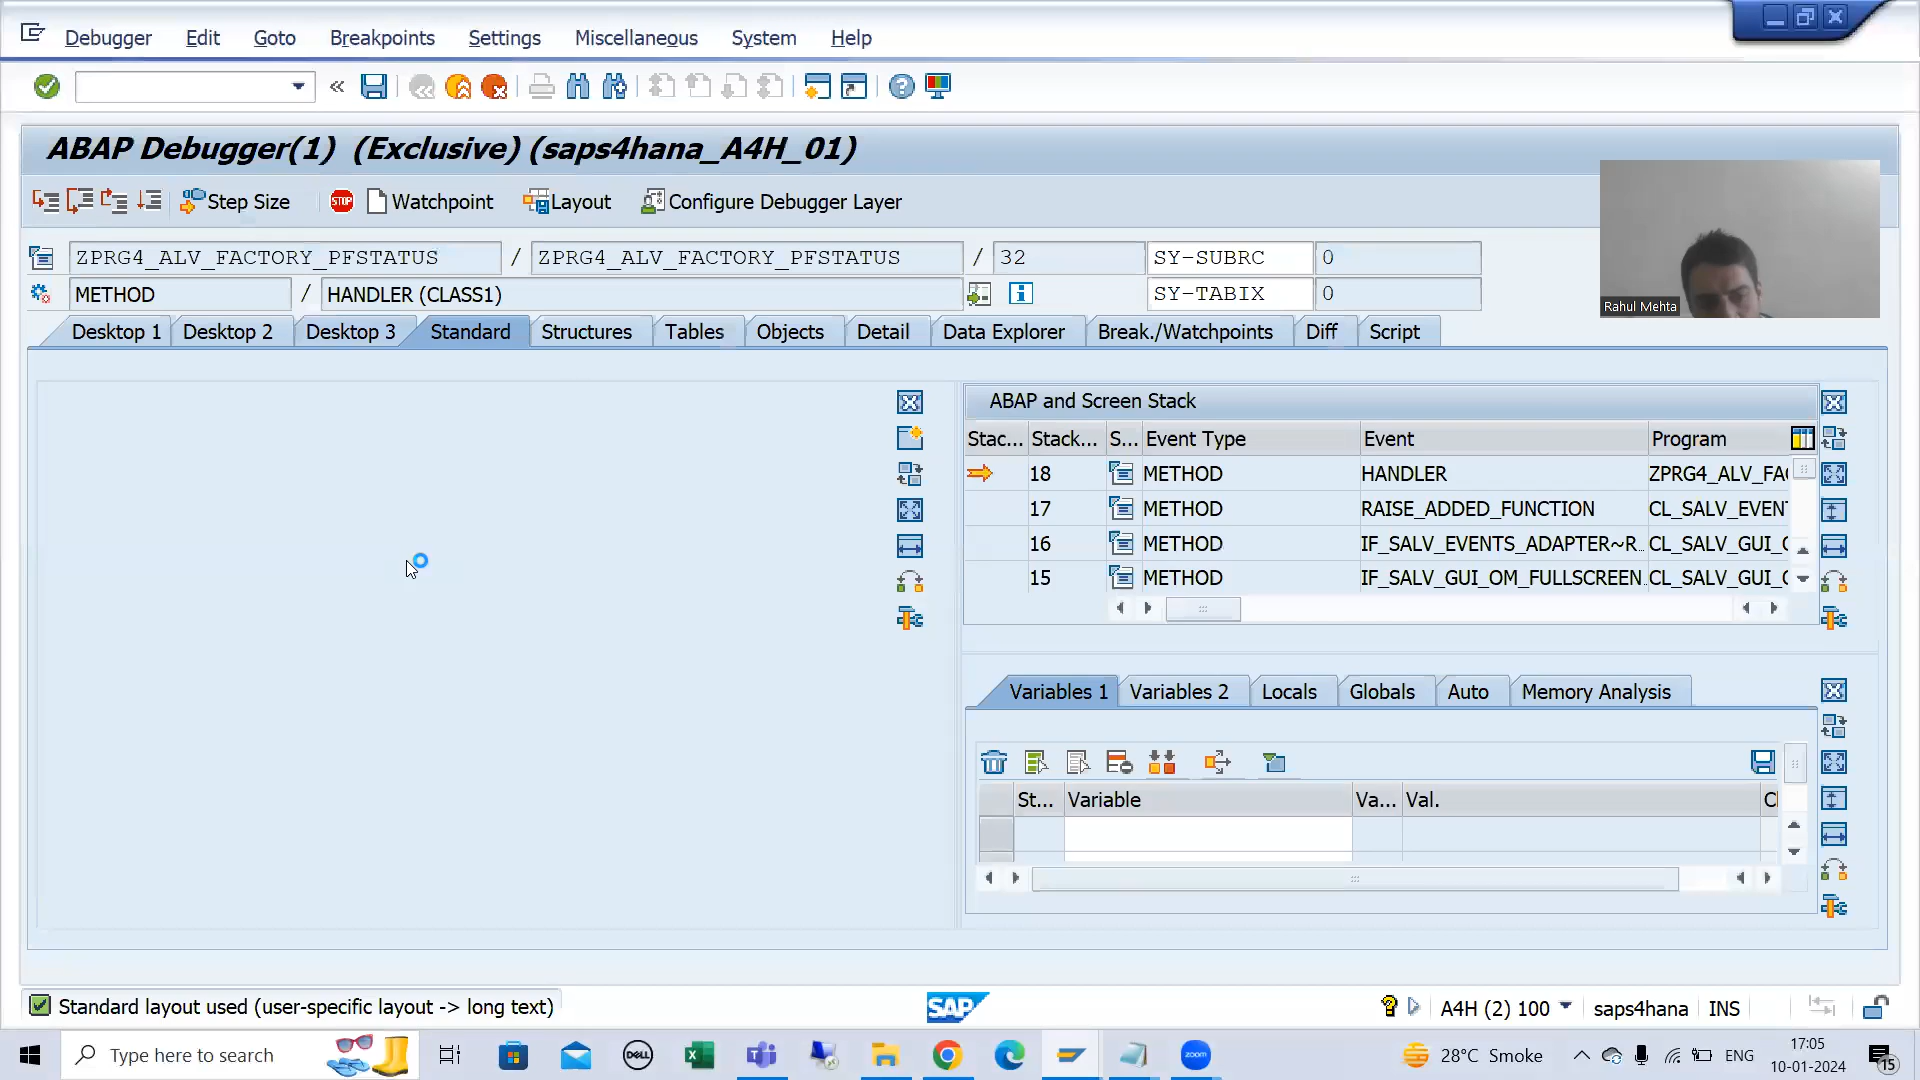 Debugger Edit Goto Breakpoints Settings Miscellaneous System Help
ABAP Debugger(1) (Exclusive) (saps4hana_A4H_01)
Step Size STOP Watchpoint Layout Configure Debugger Layer
ZPRG4_ALV_FACTORY_PFSTATUS / ZPRG4_ALV_FACTORY_PFSTATUS / 32 SY-SUBRC 0
METHOD / HANDLER (CLASS1) SY-TABIX 0
Rahul Mehta
Desktop 1 Desktop 2 Desktop 3 Standard Structures Tables Objects Detail Data Explorer Break./Watchpoints Diff Script
ABAP and Screen Stack
Stac... Stack... S... Event Type Event Program
18 METHOD HANDLER ZPRG4_ALV_FA
17 METHOD RAISE_ADDED_FUNCTION CL_SALV_EVEN
16 METHOD IF_SALV_EVENTS_ADAPTER~R... CL_SALV_GUI_
15 METHOD IF_SALV_GUI_OM_FULLSCREEN... CL_SALV_GUI_
Variables 1 Variables 2 Locals Globals Auto Memory Analysis
St... Variable Va... Val. C
Standard layout used (user-specific layout -> long text)
SAP
A4H (2) 100 saps4hana INS
Type here to search
DELL
zoom
28°C Smoke
ENG
17:05
10-01-2024
15